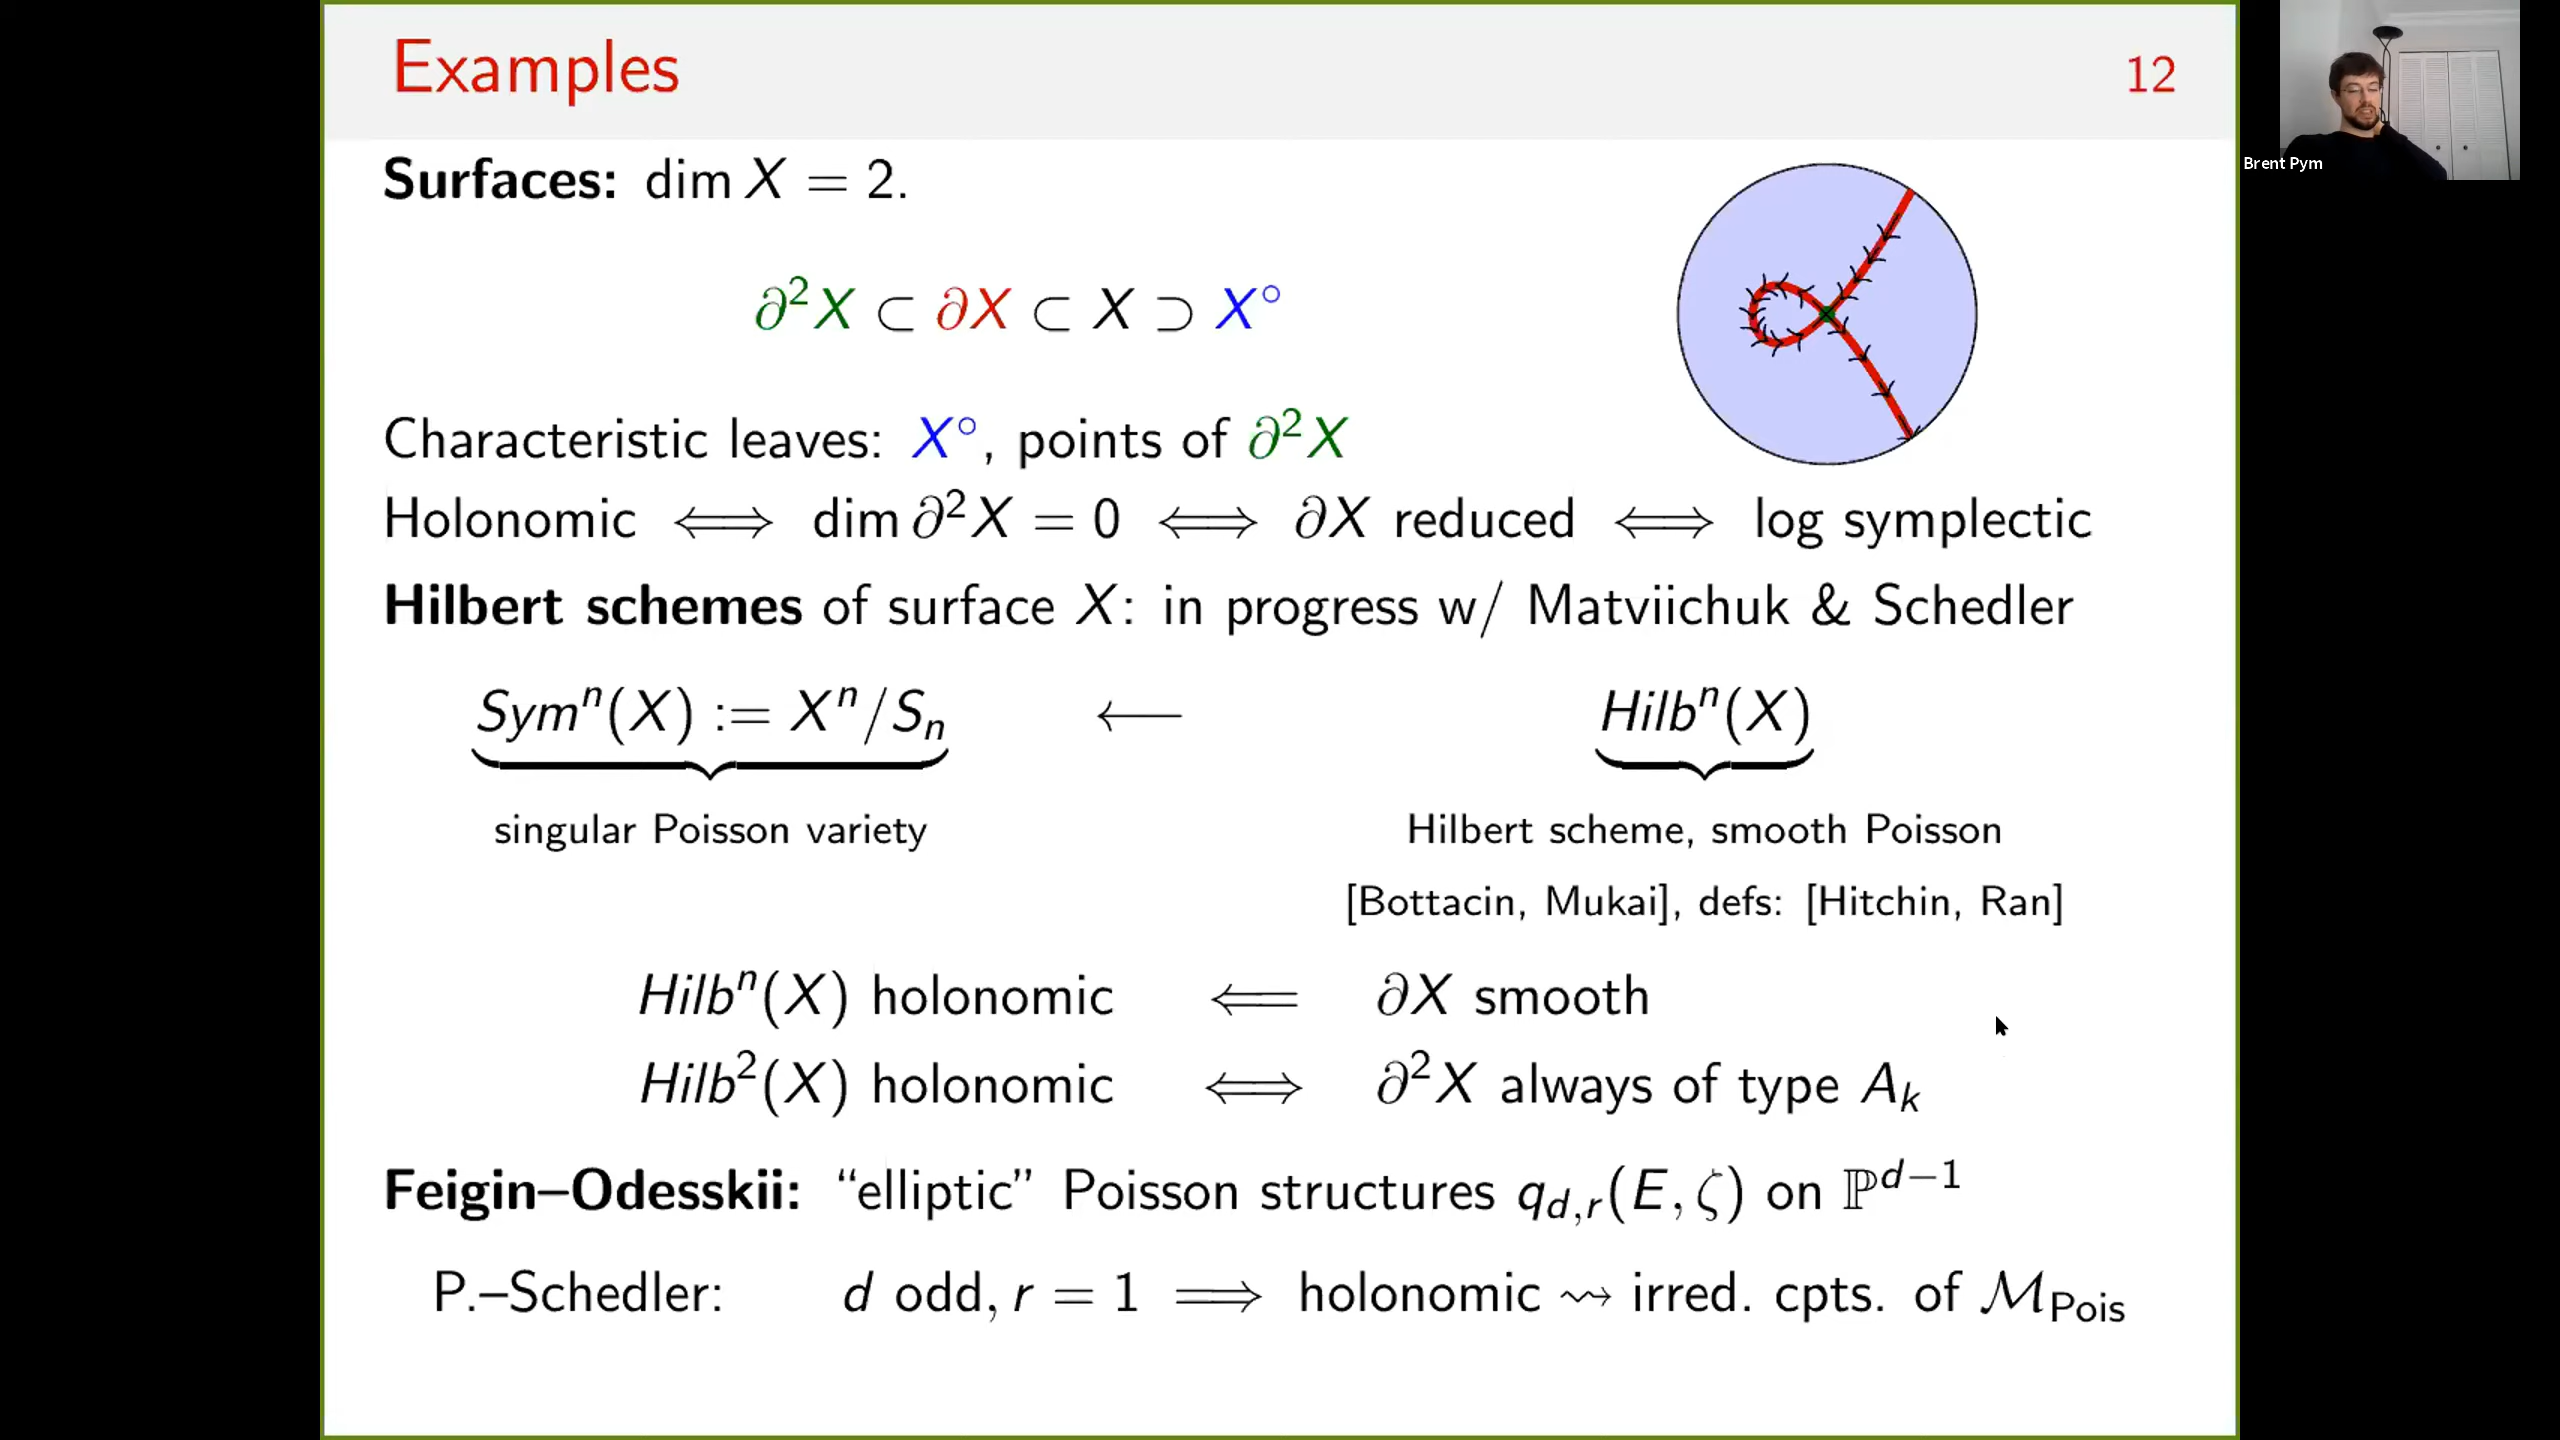 Examples
12
Brent Pym
Surfaces: dim X = 2.
∂²X ⊂ ∂X ⊂ X ⊃ X°
Characteristic leaves: X°, points of ∂²X
Holonomic ⟺ dim ∂²X = 0 ⟺ ∂X reduced ⟺ log symplectic
Hilbert schemes of surface X: in progress w/ Matviichuk & Schedler
Symⁿ(X) := Xⁿ/Sₙ ⟵ Hilbⁿ(X)
singular Poisson variety
Hilbert scheme, smooth Poisson
[Bottacin, Mukai], defs: [Hitchin, Ran]
Hilbⁿ(X) holonomic ⟸ ∂X smooth
Hilb²(X) holonomic ⟺ ∂²X always of type Aₖ
Feigin–Odesskii: “elliptic” Poisson structures q_{d,r}(E, ζ) on ℙ^{d−1}
P.–Schedler: d odd, r = 1 ⟹ holonomic ⇝ irred. cpts. of ℳ_{Pois}